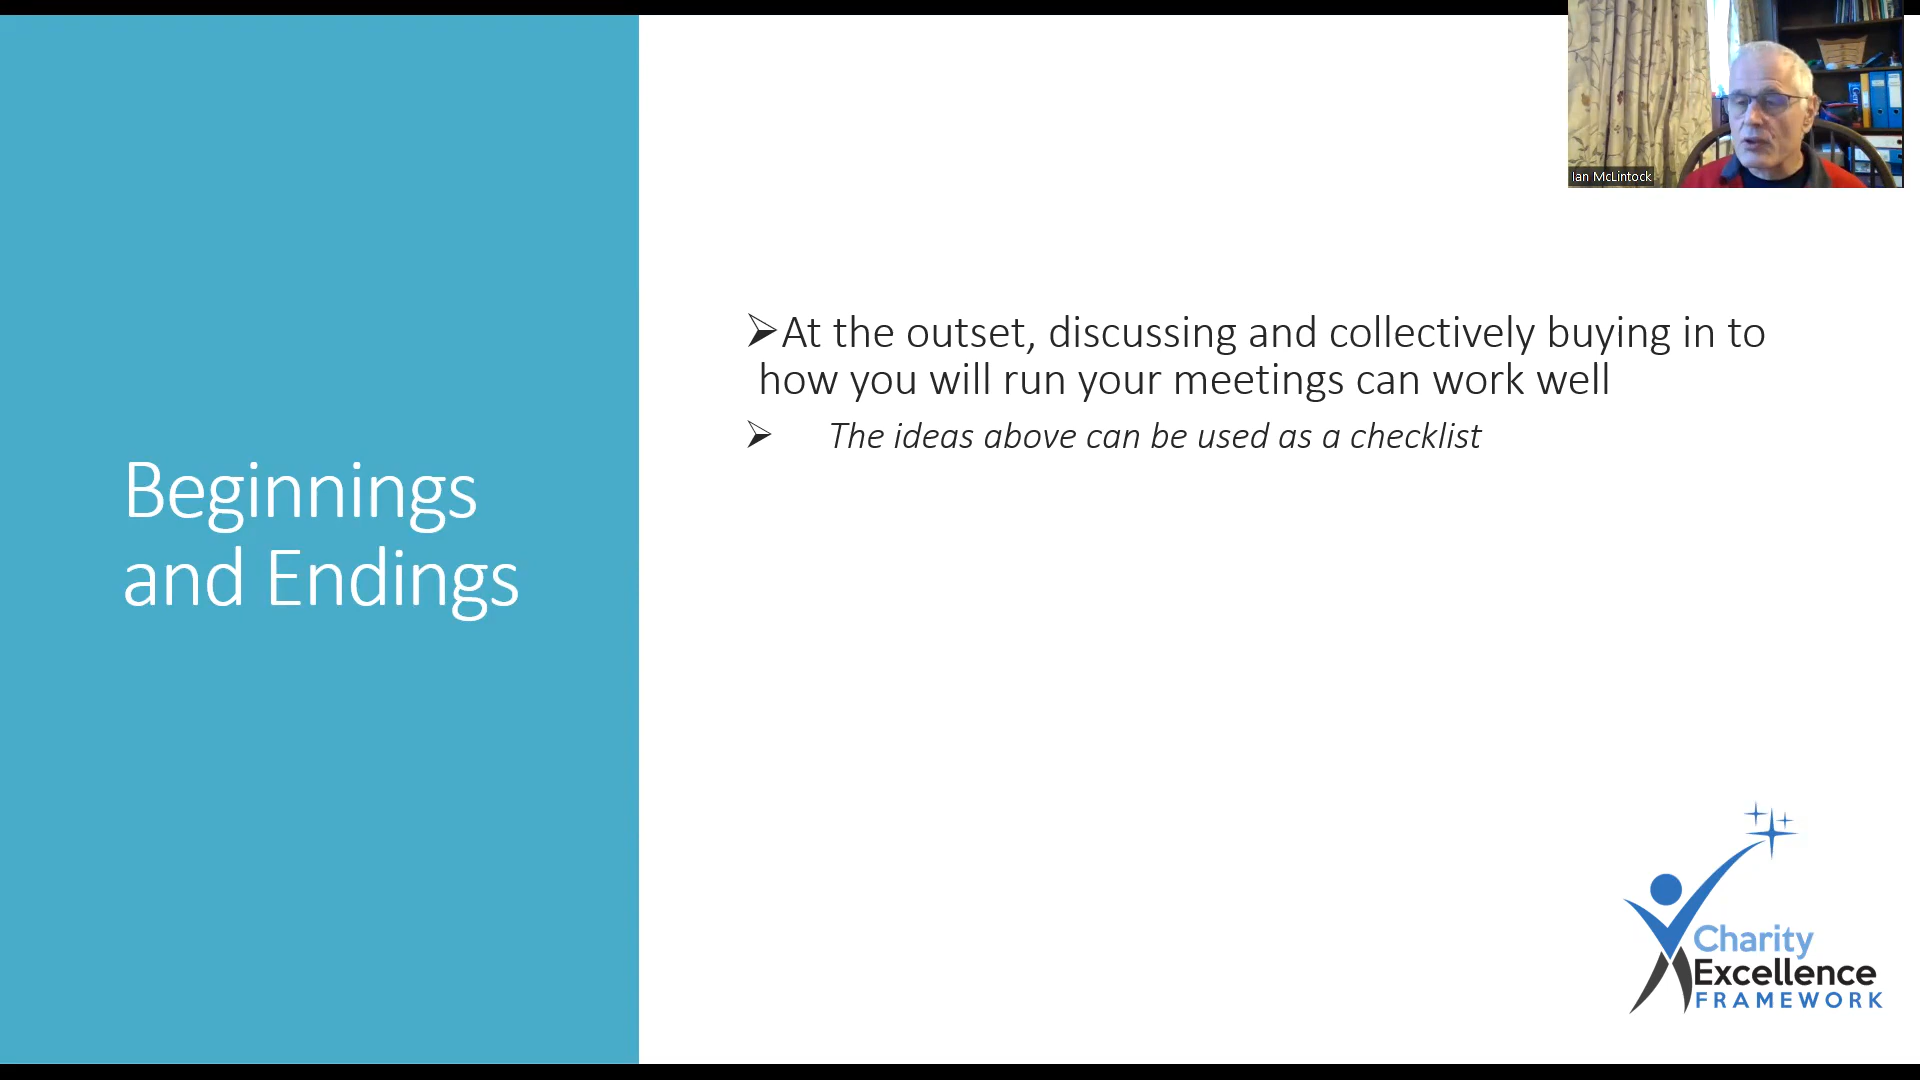 Ian McLintock
Beginnings
and Endings
➢At the outset, discussing and collectively buying in to
how you will run your meetings can work well
➢ The ideas above can be used as a checklist
Charity
Excellence
FRAMEWORK